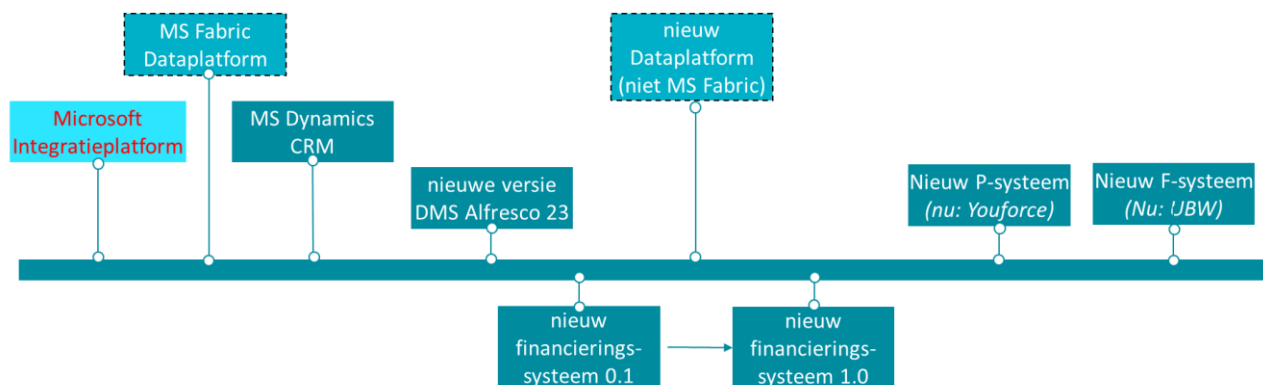 MS Fabric
Dataplatform
nieuw
Dataplatform
(niet MS Fabric)
Microsoft
Integratieplatform
MS Dynamics
CRM
nieuwe versie
DMS Alfresco 23
Nieuw P-systeem
(nu: Youforce)
Nieuw F-systeem
(Nu: UBW)
nieuw
financierings-
systeem 0.1
nieuw
financierings-
systeem 1.0